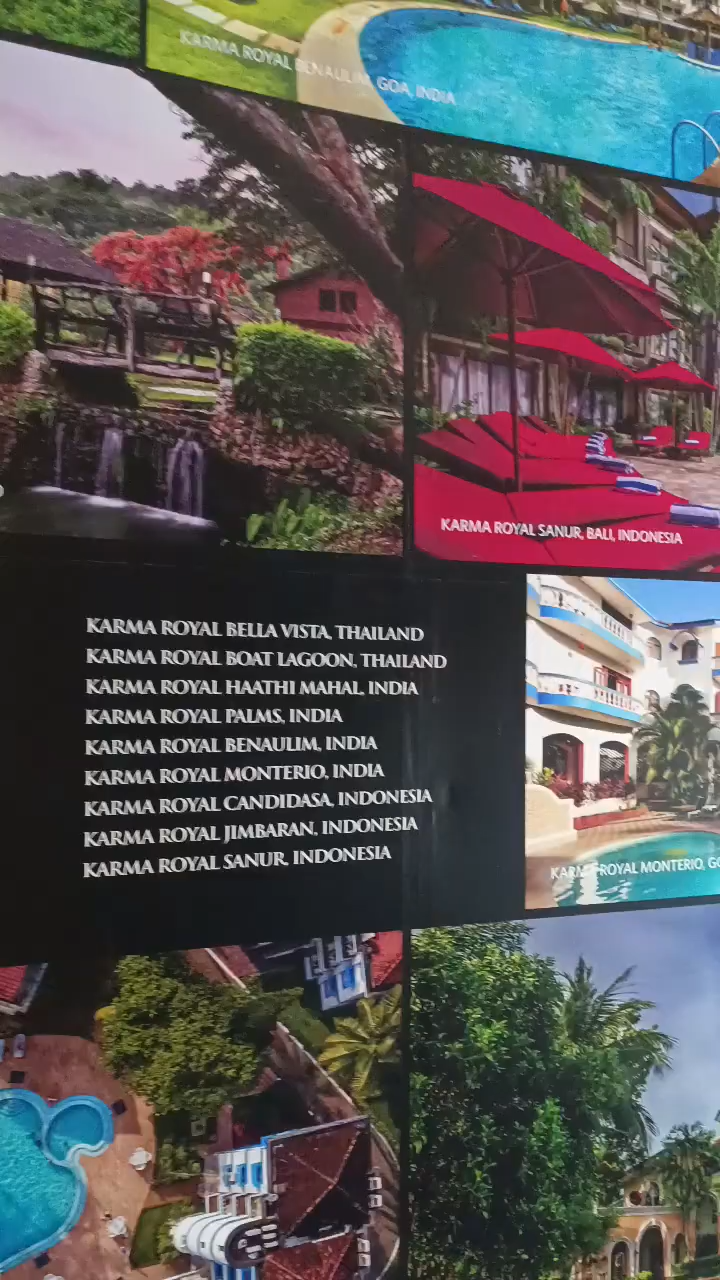 KARMA ROYAL BENAULIM, GOA, INDIA
KARMA ROYAL SANUR, BALI, INDONESIA
KARMA ROYAL BELLA VISTA, THAILAND
KARMA ROYAL BOAT LAGOON, THAILAND
KARMA ROYAL HAATHI MAHAL, INDIA
KARMA ROYAL PALMS, INDIA
KARMA ROYAL BENAULIM, INDIA
KARMA ROYAL MONTERIO, INDIA
KARMA ROYAL CANDIDASA, INDONESIA
KARMA ROYAL JIMBARAN, INDONESIA
KARMA ROYAL SANUR, INDONESIA
KARMA ROYAL MONTERIO, GO